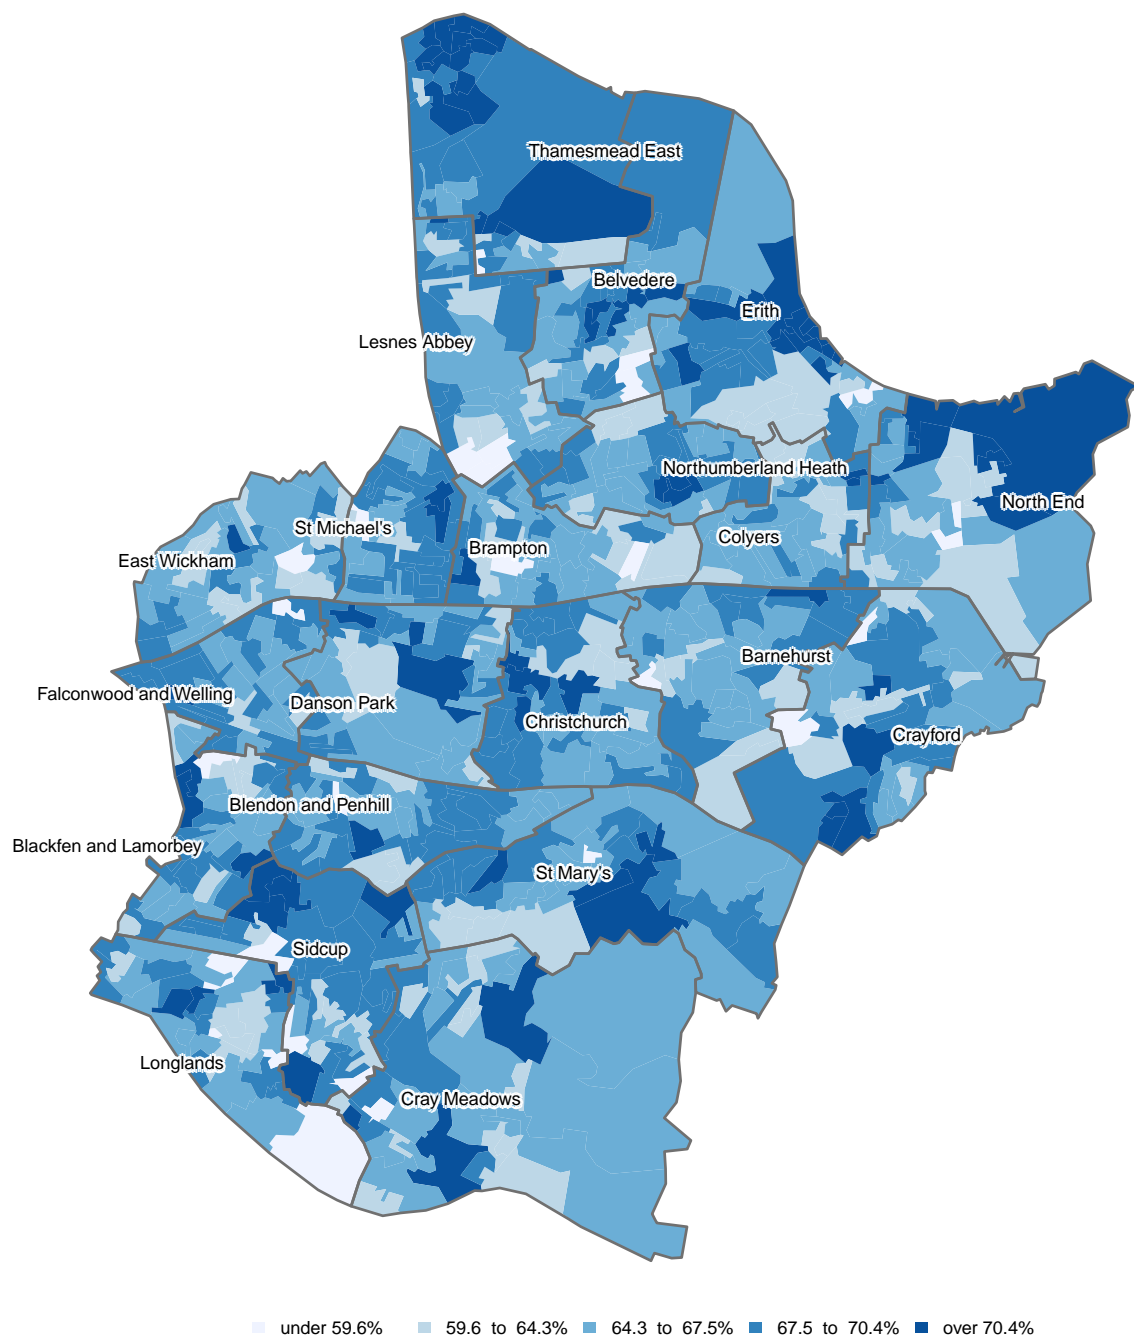 Thamesmead East
Belvedere
Erith
Lesnes Abbey
Northumberland Heath
North End
St Michael's
Colyers
Brampton
East Wickham
Barnehurst
Falconwood and Welling
Danson Park
Christchurch
Crayford
Blendon and Penhill
Blackfen and Lamorbey
St Mary's
Sidcup
Longlands
Cray Meadows
under 59.6% 59.6 to 64.3% 64.3 to 67.5% 67.5 to 70.4% over 70.4%